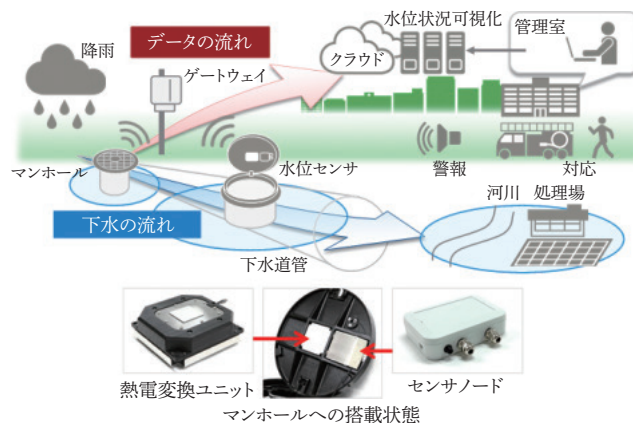 降雨
データの流れ
水位状況可視化
管理室
クラウド
ゲートウェイ
マンホール
水位センサ
警報
対応
下水の流れ
河川
処理場
下水道管
熱電変換ユニット
センサノード
マンホールへの搭載状態